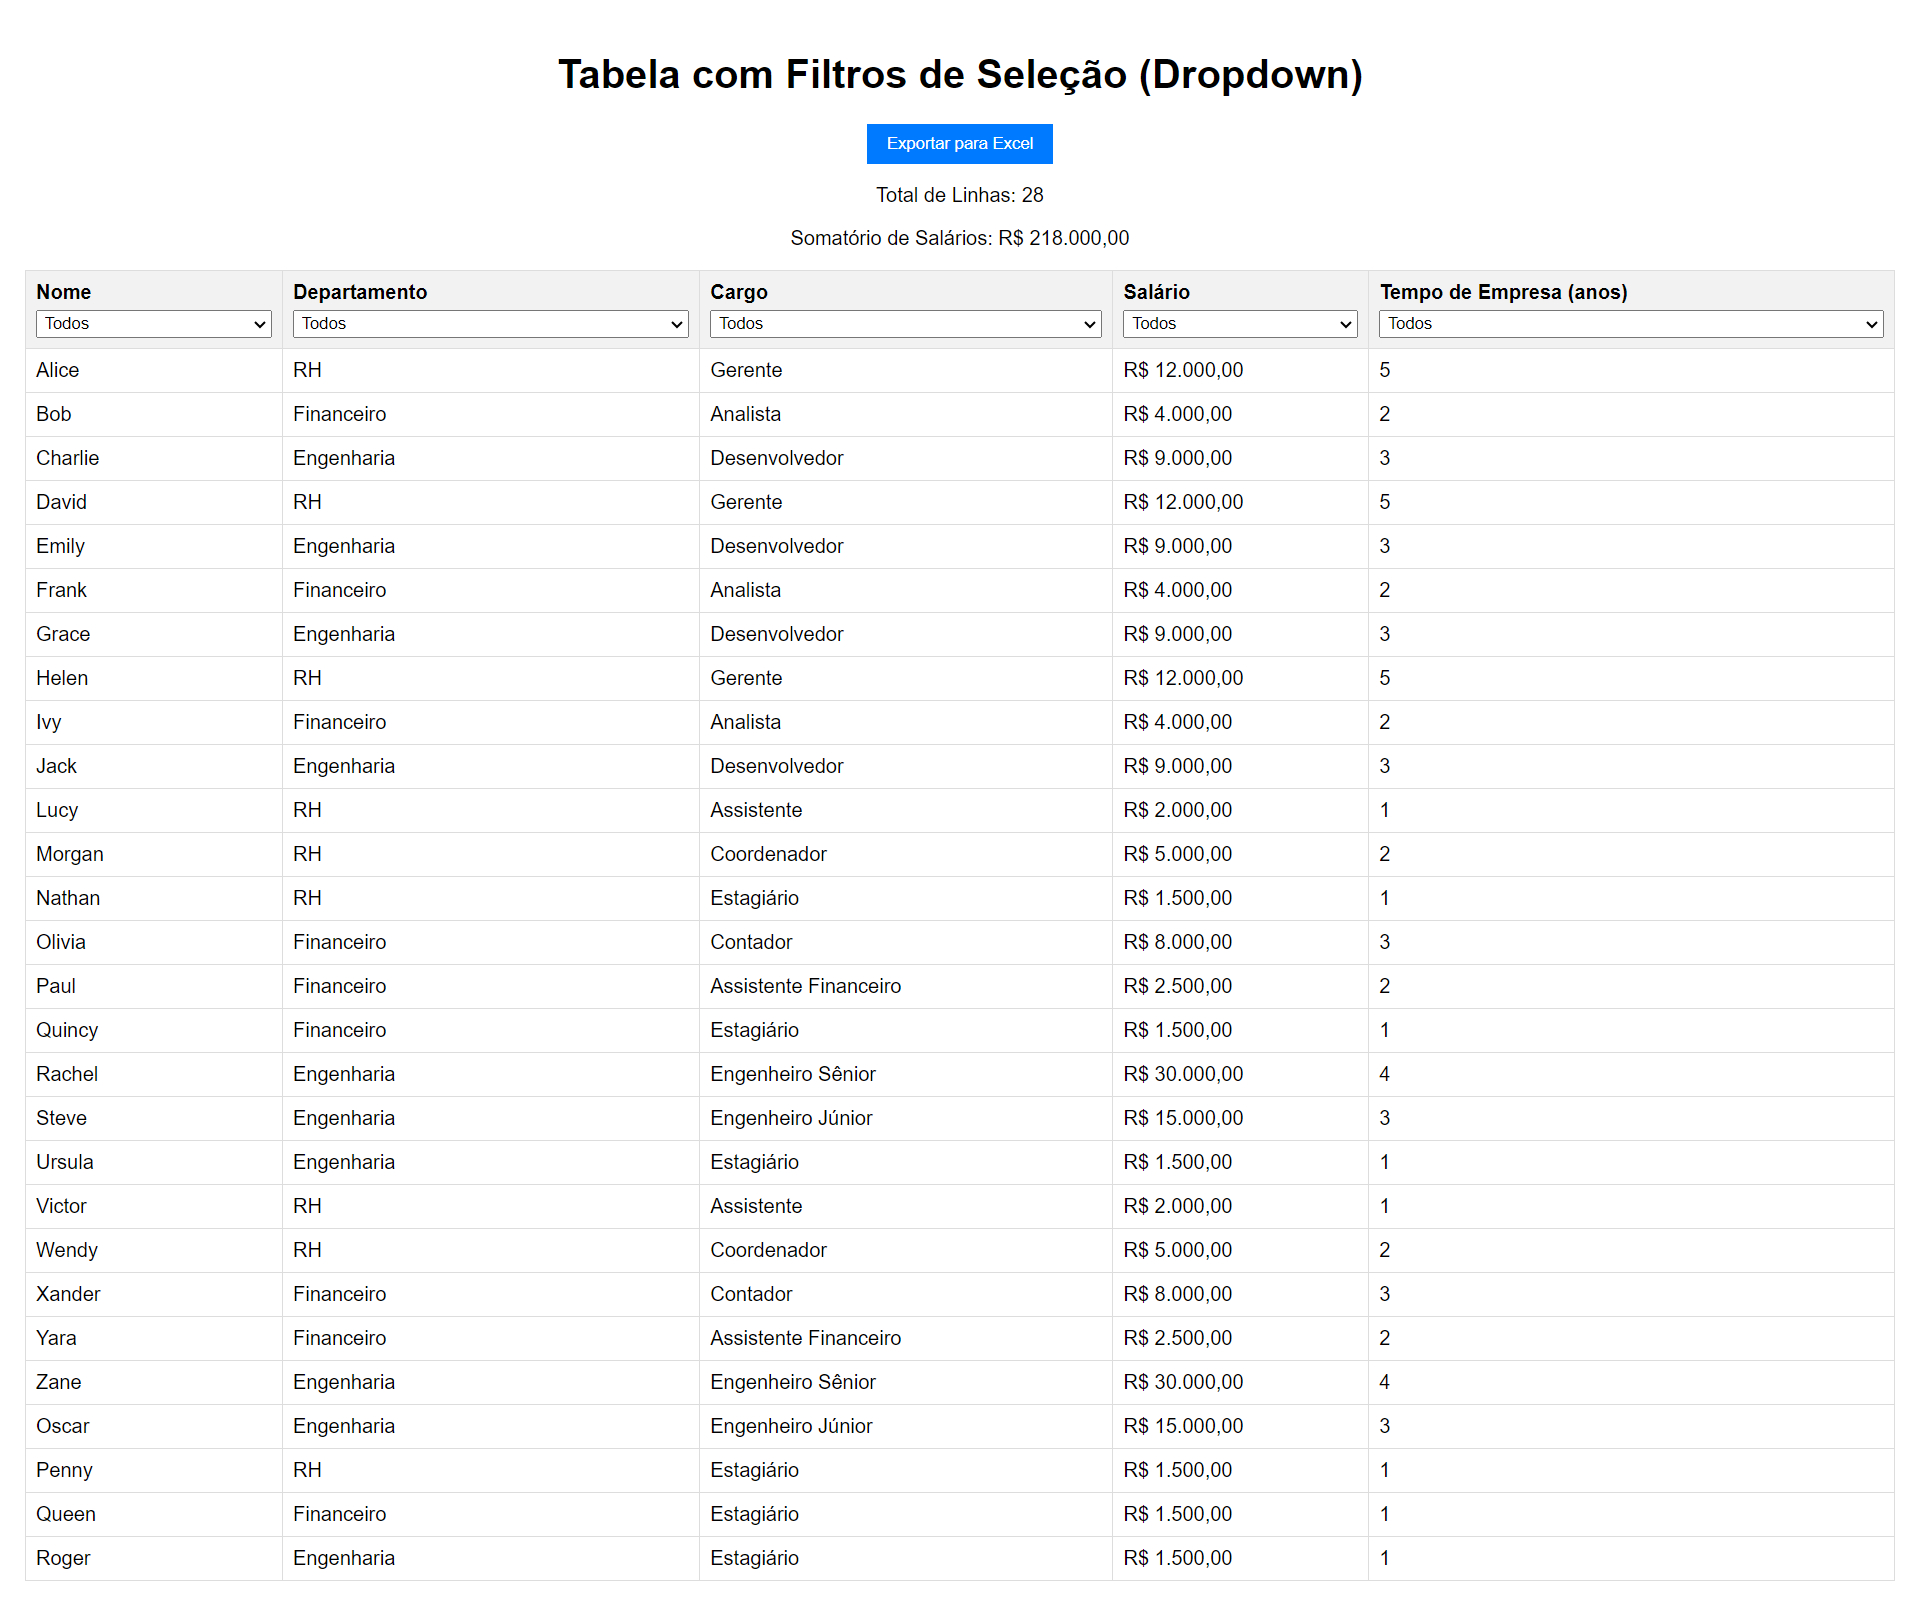 Tabela com Filtros de Seleção (Dropdown)
Exportar para Excel
Total de Linhas: 28
Somatório de Salários: R$ 218.000,00
Nome Departamento Cargo Salário Tempo de Empresa (anos)
Todos Todos Todos Todos Todos
Alice RH Gerente R$ 12.000,00 5
Bob Financeiro Analista R$ 4.000,00 2
Charlie Engenharia Desenvolvedor R$ 9.000,00 3
David RH Gerente R$ 12.000,00 5
Emily Engenharia Desenvolvedor R$ 9.000,00 3
Frank Financeiro Analista R$ 4.000,00 2
Grace Engenharia Desenvolvedor R$ 9.000,00 3
Helen RH Gerente R$ 12.000,00 5
Ivy Financeiro Analista R$ 4.000,00 2
Jack Engenharia Desenvolvedor R$ 9.000,00 3
Lucy RH Assistente R$ 2.000,00 1
Morgan RH Coordenador R$ 5.000,00 2
Nathan RH Estagiário R$ 1.500,00 1
Olivia Financeiro Contador R$ 8.000,00 3
Paul Financeiro Assistente Financeiro R$ 2.500,00 2
Quincy Financeiro Estagiário R$ 1.500,00 1
Rachel Engenharia Engenheiro Sênior R$ 30.000,00 4
Steve Engenharia Engenheiro Júnior R$ 15.000,00 3
Ursula Engenharia Estagiário R$ 1.500,00 1
Victor RH Assistente R$ 2.000,00 1
Wendy RH Coordenador R$ 5.000,00 2
Xander Financeiro Contador R$ 8.000,00 3
Yara Financeiro Assistente Financeiro R$ 2.500,00 2
Zane Engenharia Engenheiro Sênior R$ 30.000,00 4
Oscar Engenharia Engenheiro Júnior R$ 15.000,00 3
Penny RH Estagiário R$ 1.500,00 1
Queen Financeiro Estagiário R$ 1.500,00 1
Roger Engenharia Estagiário R$ 1.500,00 1